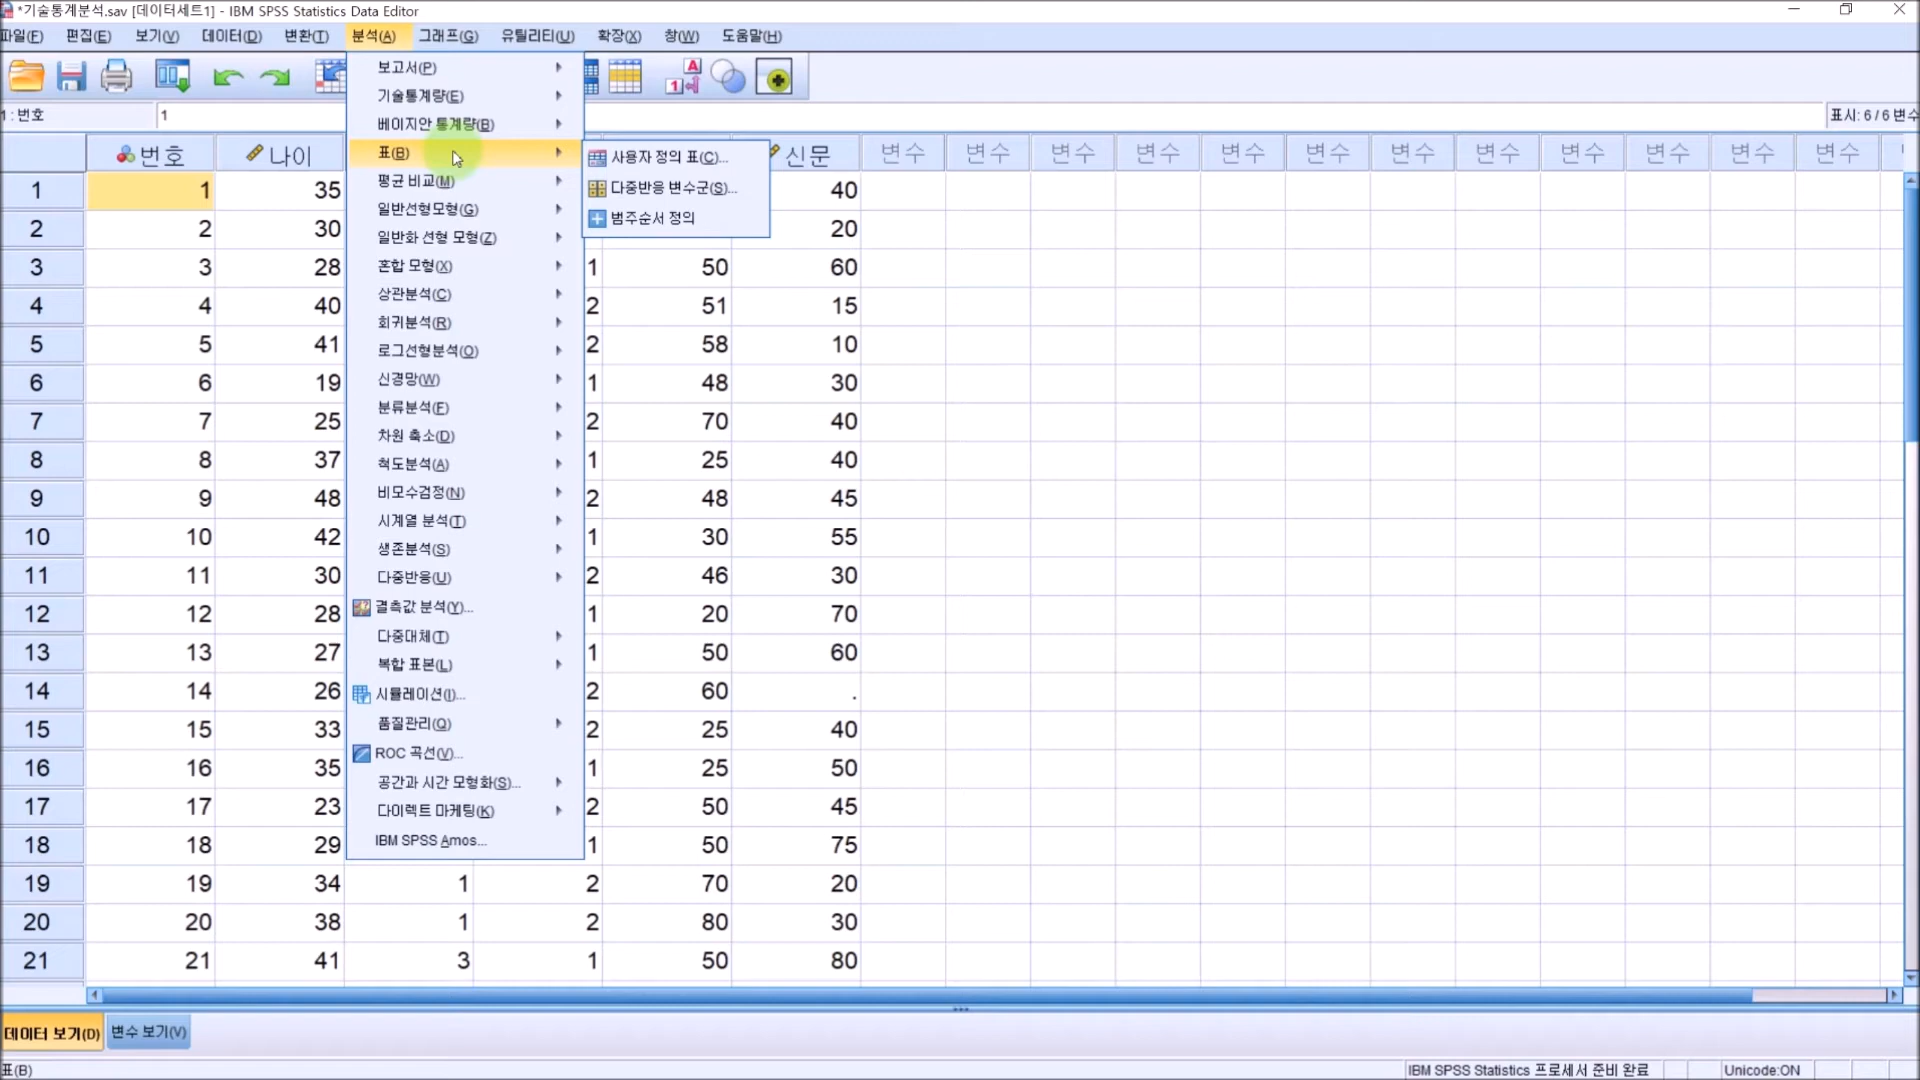 *기술통계분석.sav [데이터세트1] - IBM SPSS Statistics Data Editor
파일(F) 편집(E) 보기(V) 데이터(D) 변환(T) 분석(A) 그래프(G) 유틸리티(U) 확장(X) 창(W) 도움말(H)
1 : 번호 1 표시: 6 / 6 변수
보고서(P)
기술통계량(E)
베이지안 통계량(B)
표(B)
평균 비교(M)
일반선형모형(G)
일반화 선형 모형(Z)
혼합 모형(X)
상관분석(C)
회귀분석(R)
로그선형분석(O)
신경망(W)
분류분석(F)
차원 축소(D)
척도분석(A)
비모수검정(N)
시계열 분석(T)
생존분석(S)
다중반응(U)
결측값 분석(Y)...
다중대체(T)
복합 표본(L)
시뮬레이션(I)...
품질관리(Q)
ROC 곡선(V)...
공간과 시간 모형화(S)...
다이렉트 마케팅(K)
IBM SPSS Amos...
사용자 정의 표(C)...
다중반응 변수군(S)...
범주순서 정의
번호 나이 신문 변수 변수 변수 변수 변수 변수 변수 변수 변수 변수 변수 변수
1 1 35 40
2 2 30 20
3 3 28 1 50 60
4 4 40 2 51 15
5 5 41 2 58 10
6 6 19 1 48 30
7 7 25 2 70 40
8 8 37 1 25 40
9 9 48 2 48 45
10 10 42 1 30 55
11 11 30 2 46 30
12 12 28 1 20 70
13 13 27 1 50 60
14 14 26 2 60 .
15 15 33 2 25 40
16 16 35 1 25 50
17 17 23 2 50 45
18 18 29 1 50 75
19 19 34 1 2 70 20
20 20 38 1 2 80 30
21 21 41 3 1 50 80
데이터 보기(D) 변수 보기(V)
표(B) IBM SPSS Statistics 프로세서 준비 완료 Unicode:ON